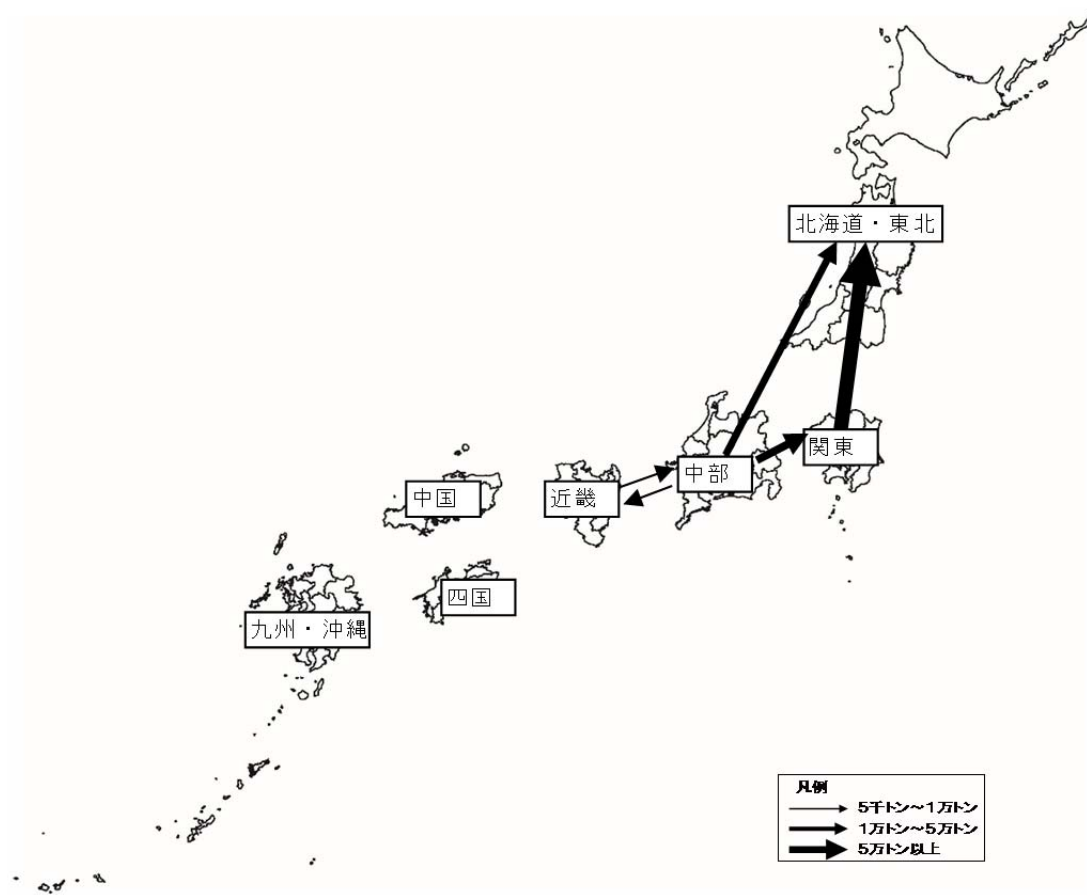 北海道・東北
関東
中部
近畿
中国
四国
九州・沖縄
凡例
5千トン～1万トン
1万トン～5万トン
5万トン以上